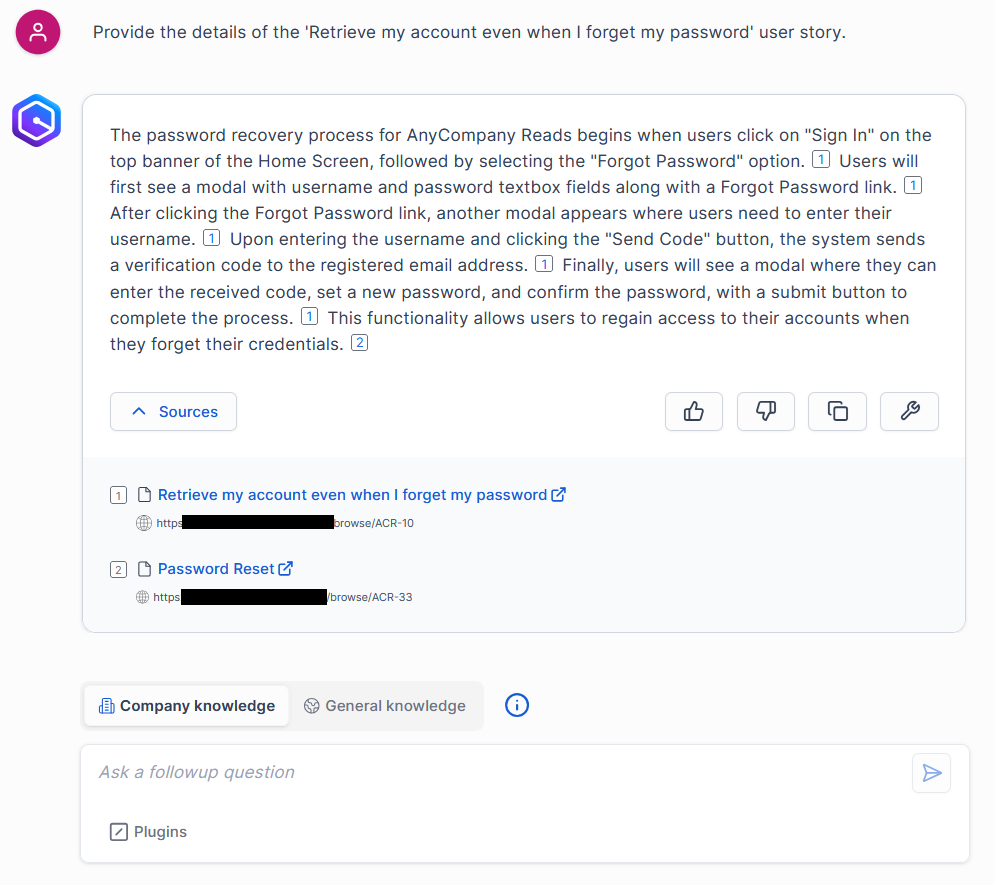 Provide the details of the 'Retrieve my account even when I forget my password' user story.
The password recovery process for AnyCompany Reads begins when users click on "Sign In" on the
top banner of the Home Screen, followed by selecting the "Forgot Password" option. 1 Users will
first see a modal with username and password textbox fields along with a Forgot Password link. 1
After clicking the Forgot Password link, another modal appears where users need to enter their
username. 1 Upon entering the username and clicking the "Send Code" button, the system sends
a verification code to the registered email address. 1 Finally, users will see a modal where they can
enter the received code, set a new password, and confirm the password, with a submit button to
complete the process. 1 This functionality allows users to regain access to their accounts when
they forget their credentials. 2
Sources
1 Retrieve my account even when I forget my password
https browse/ACR-10
2 Password Reset
https /browse/ACR-33
Company knowledge General knowledge
Ask a followup question
Plugins